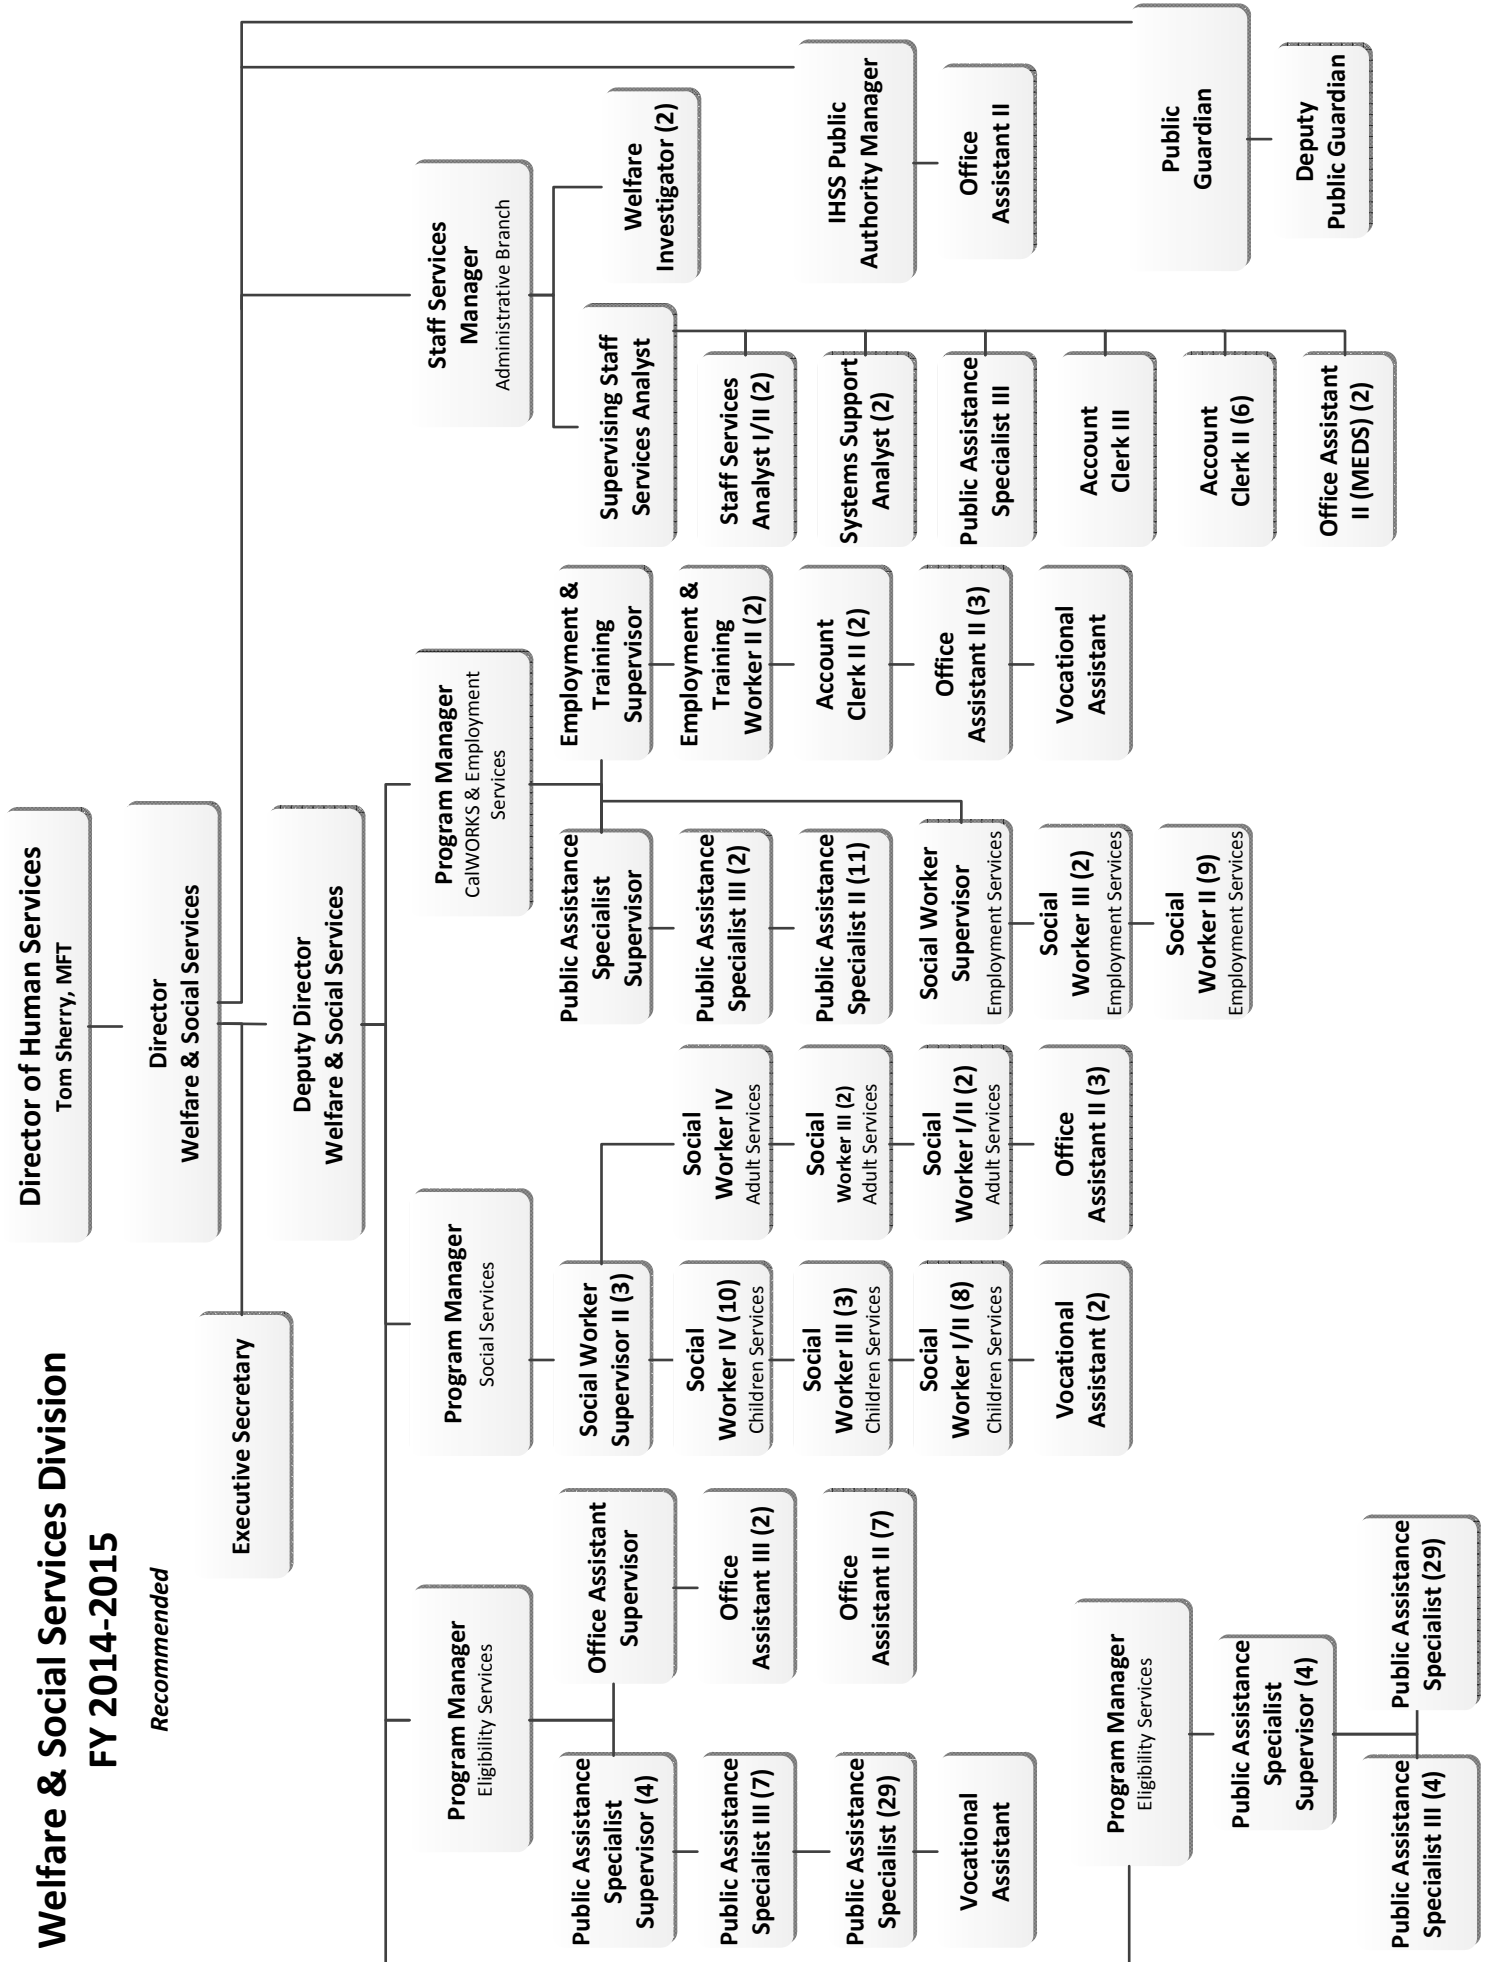 Welfare & Social Services Division
FY 2014-2015
Recommended
Director of Human Services
Tom Sherry, MFT
Director
Welfare & Social Services
Executive Secretary
Deputy Director
Welfare & Social Services
Program Manager
Eligibility Services
Public Assistance
Specialist
Supervisor (4)
Public Assistance
Specialist III (7)
Public Assistance
Specialist (29)
Vocational
Assistant
Office Assistant
Supervisor
Office
Assistant III (2)
Office
Assistant II (7)
Program Manager
Eligibility Services
Public Assistance
Specialist
Supervisor (4)
Public Assistance
Specialist III (4)
Public Assistance
Specialist (29)
Program Manager
Social Services
Social Worker
Supervisor II (3)
Social
Worker IV (10)
Children Services
Social
Worker III (3)
Children Services
Social
Worker I/II (8)
Children Services
Vocational
Assistant (2)
Social
Worker IV
Adult Services
Social
Worker III (2)
Adult Services
Social
Worker I/II (2)
Adult Services
Office
Assistant II (3)
Program Manager
CalWORKS & Employment
Services
Public Assistance
Specialist
Supervisor
Public Assistance
Specialist III (2)
Public Assistance
Specialist II (11)
Social Worker
Supervisor
Employment Services
Social
Worker III (2)
Employment Services
Social
Worker II (9)
Employment Services
Employment &
Training
Supervisor
Employment &
Training
Worker II (2)
Account
Clerk II (2)
Office
Assistant II (3)
Vocational
Assistant
Staff Services
Manager
Administrative Branch
Supervising Staff
Services Analyst
Staff Services
Analyst I/II (2)
Systems Support
Analyst (2)
Public Assistance
Specialist III
Account
Clerk III
Account
Clerk II (6)
Office Assistant
II (MEDS) (2)
Welfare
Investigator (2)
IHSS Public
Authority Manager
Office
Assistant II
Public
Guardian
Deputy
Public Guardian